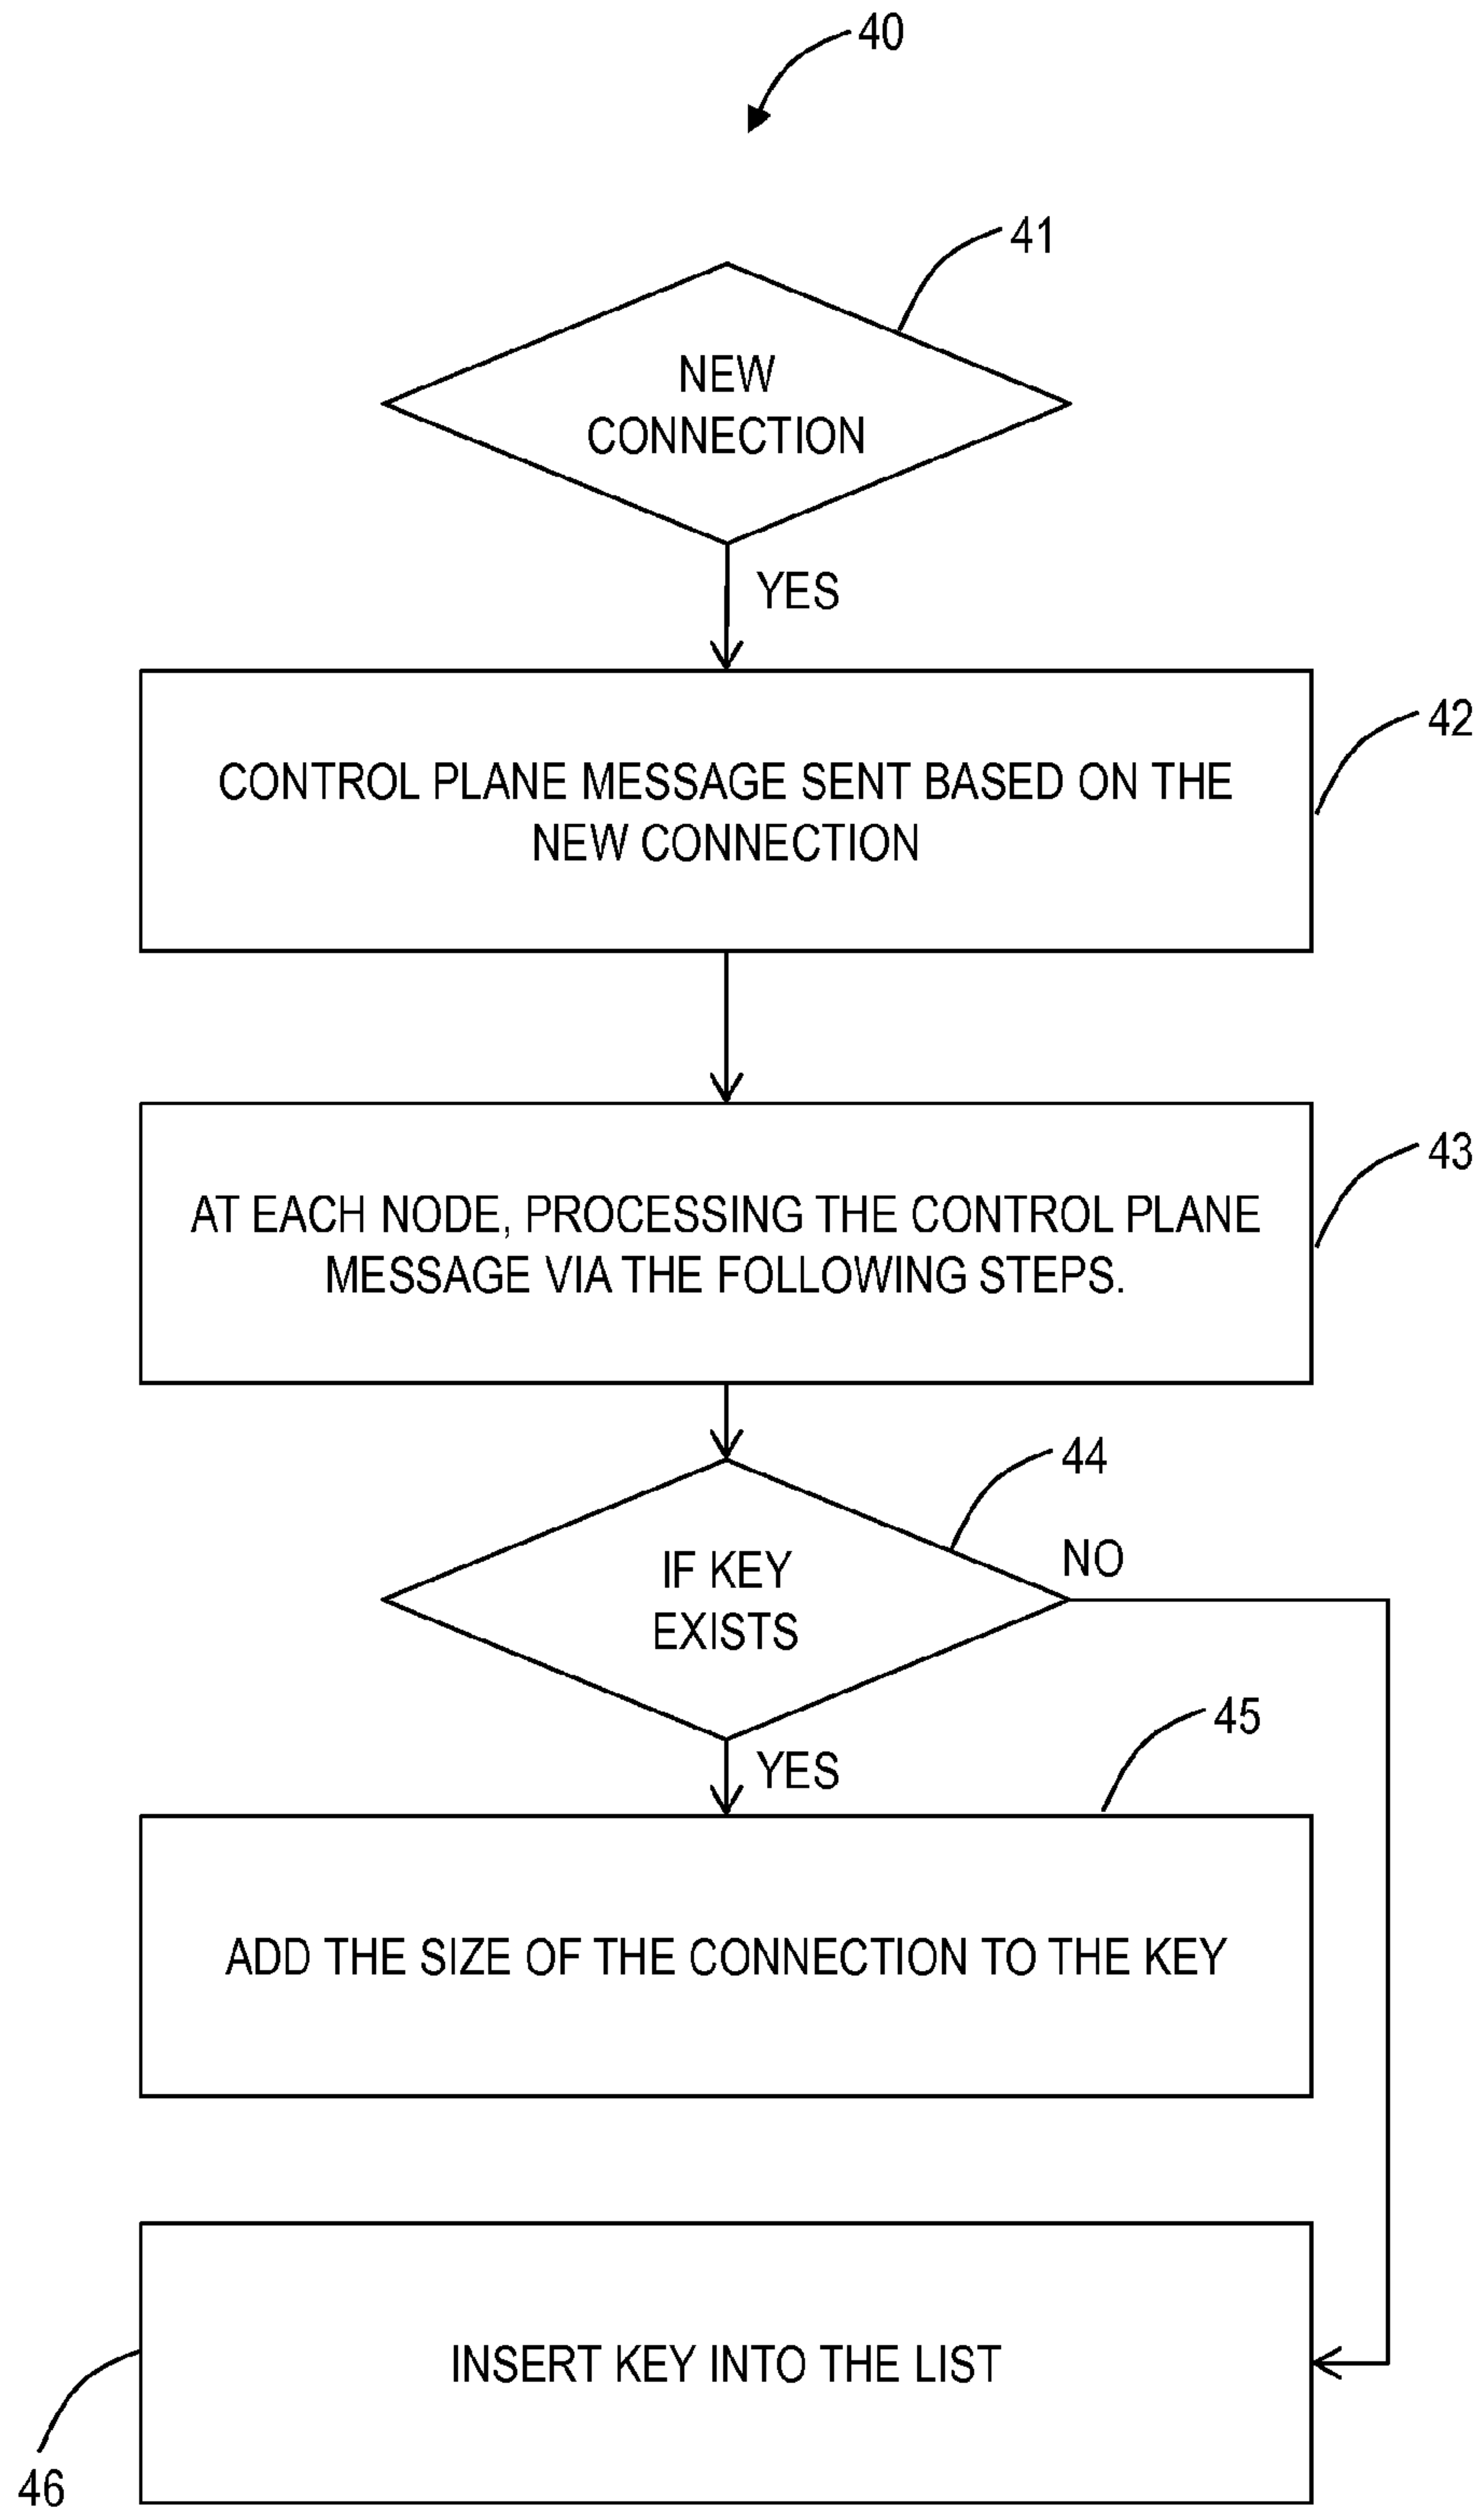 40
41
NEW
CONNECTION
YES
42
CONTROL PLANE MESSAGE SENT BASED ON THE
NEW CONNECTION
43
AT EACH NODE, PROCESSING THE CONTROL PLANE
MESSAGE VIA THE FOLLOWING STEPS.
44
NO
IF KEY
EXISTS
45
YES
ADD THE SIZE OF THE CONNECTION TO THE KEY
INSERT KEY INTO THE LIST
46